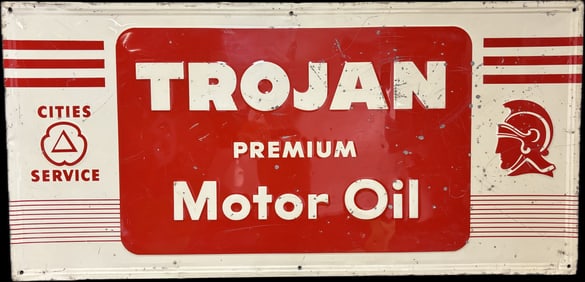 TROJAN
PREMIUM
Motor Oil
CITIES
SERVICE